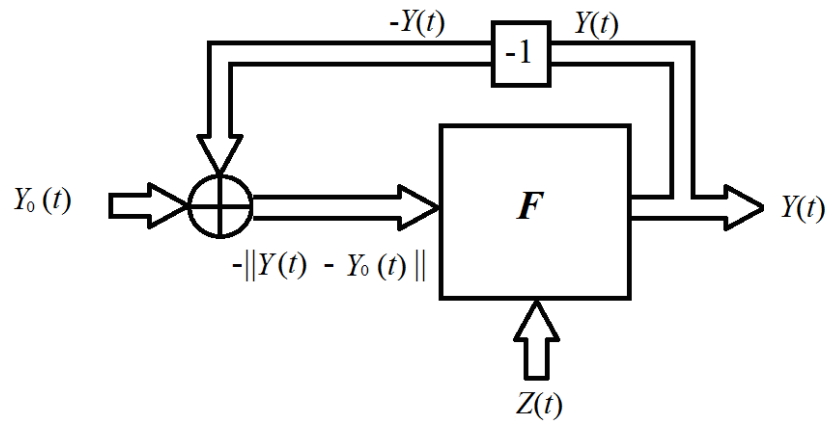 -Y(t)
Y(t)
-1
Y₀ (t)
F
Y(t)
-||Y(t) - Y₀ (t) ||
Z(t)